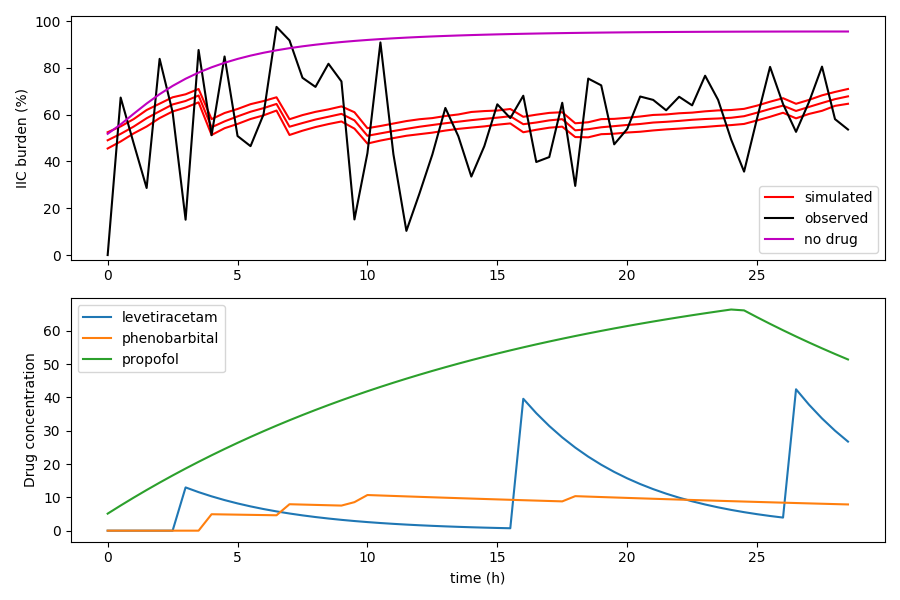 100
80
60
40
20
0
IIC burden (%)
simulated
observed
no drug
0 5 10 15 20 25
60
50
40
30
20
10
0
Drug concentration
levetiracetam
phenobarbital
propofol
0 5 10 15 20 25
time (h)